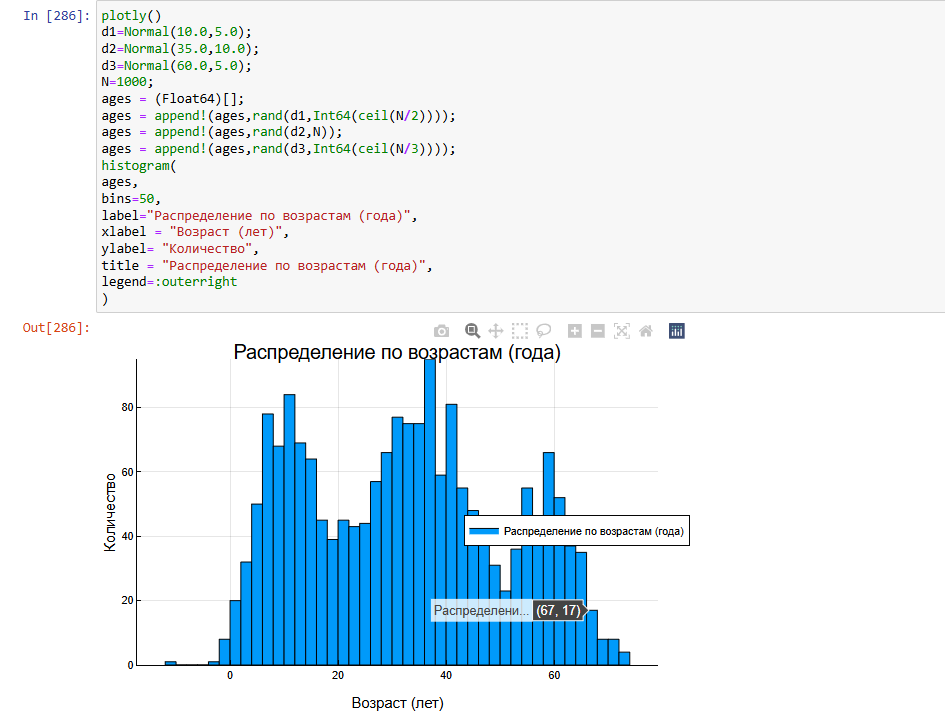 In [286]: plotly()
d1=Normal(10.0,5.0);
d2=Normal(35.0,10.0);
d3=Normal(60.0,5.0);
N=1000;
ages = (Float64)[];
ages = append!(ages,rand(d1,Int64(ceil(N/2))));
ages = append!(ages,rand(d2,N));
ages = append!(ages,rand(d3,Int64(ceil(N/3))));
histogram(
ages,
bins=50,
label="Распределение по возрастам (года)",
xlabel = "Возраст (лет)",
ylabel= "Количество",
title = "Распределение по возрастам (года)",
legend=:outerright
)
Out[286]:
Распределение по возрастам (года)
80
60
40
20
0
Количество
Распределение по возрастам (года)
Распределени... (67, 17)
0 20 40 60
Возраст (лет)